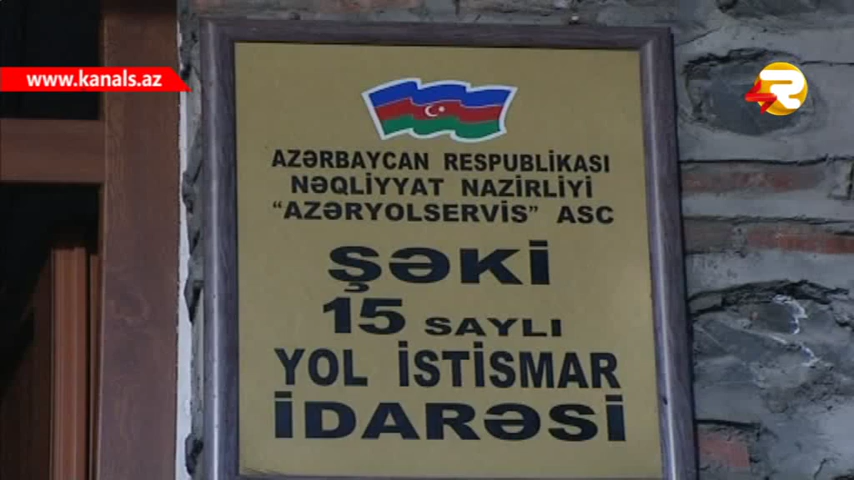 www.kanals.az
R
AZƏRBAYCAN RESPUBLİKASI
NƏQLİYYAT NAZİRLİYİ
“AZƏRYOLSERVİS” ASC
ŞƏKİ
15 SAYLI
YOL İSTİSMAR
İDARƏSİ